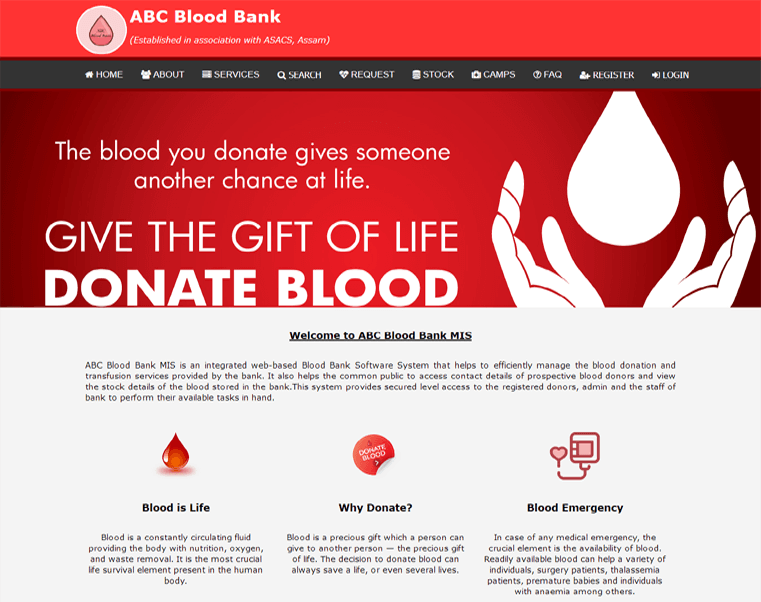 ABC
Blood Bank
ABC Blood Bank
(Established in association with ASACS, Assam)
HOME ABOUT SERVICES SEARCH REQUEST STOCK CAMPS FAQ REGISTER LOGIN
The blood you donate gives someone
another chance at life.
GIVE THE GIFT OF LIFE
DONATE BLOOD
Welcome to ABC Blood Bank MIS
ABC Blood Bank MIS is an integrated web-based Blood Bank Software System that helps to efficiently manage the blood donation and
transfusion services provided by the bank. It also helps the common public to access contact details of prospective blood donors and view
the stock details of the blood stored in the bank.This system provides secured level access to the registered donors, admin and the staff of
bank to perform their available tasks in hand.
DONATE
BLOOD
Blood is Life
Blood is a constantly circulating fluid
providing the body with nutrition, oxygen,
and waste removal. It is the most crucial
life survival element present in the human
body.
Why Donate?
Blood is a precious gift which a person can
give to another person — the precious gift
of life. The decision to donate blood can
always save a life, or even several lives.
Blood Emergency
In case of any medical emergency, the
crucial element is the availability of blood.
Readily available blood can help a variety of
individuals, surgery patients, thalassemia
patients, premature babies and individuals
with anaemia among others.